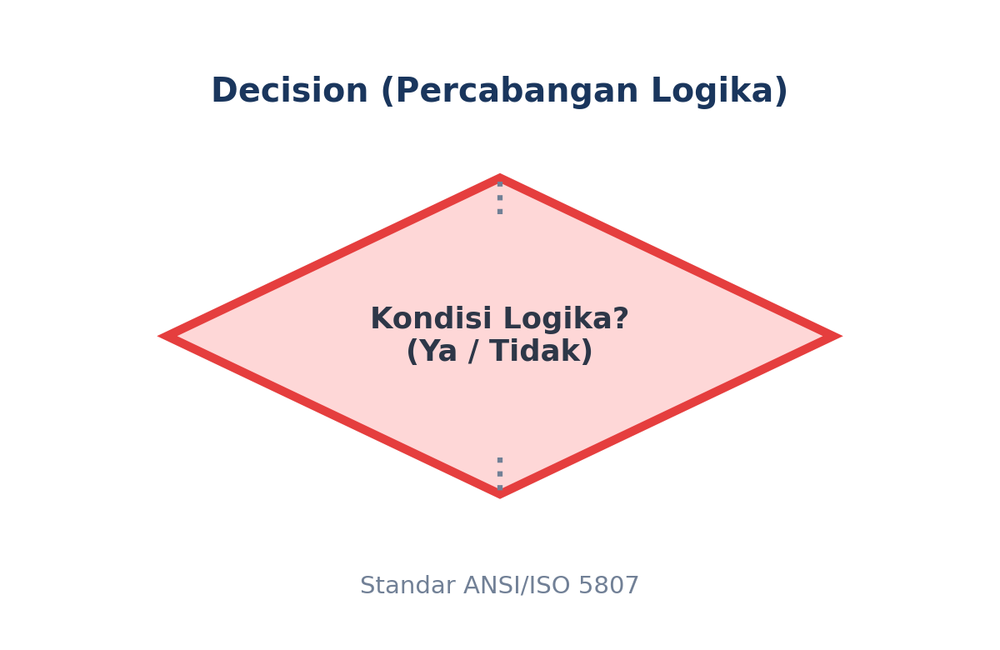 Decision (Percabangan Logika)
Kondisi Logika?
(Ya / Tidak)
Standar ANSI/ISO 5807